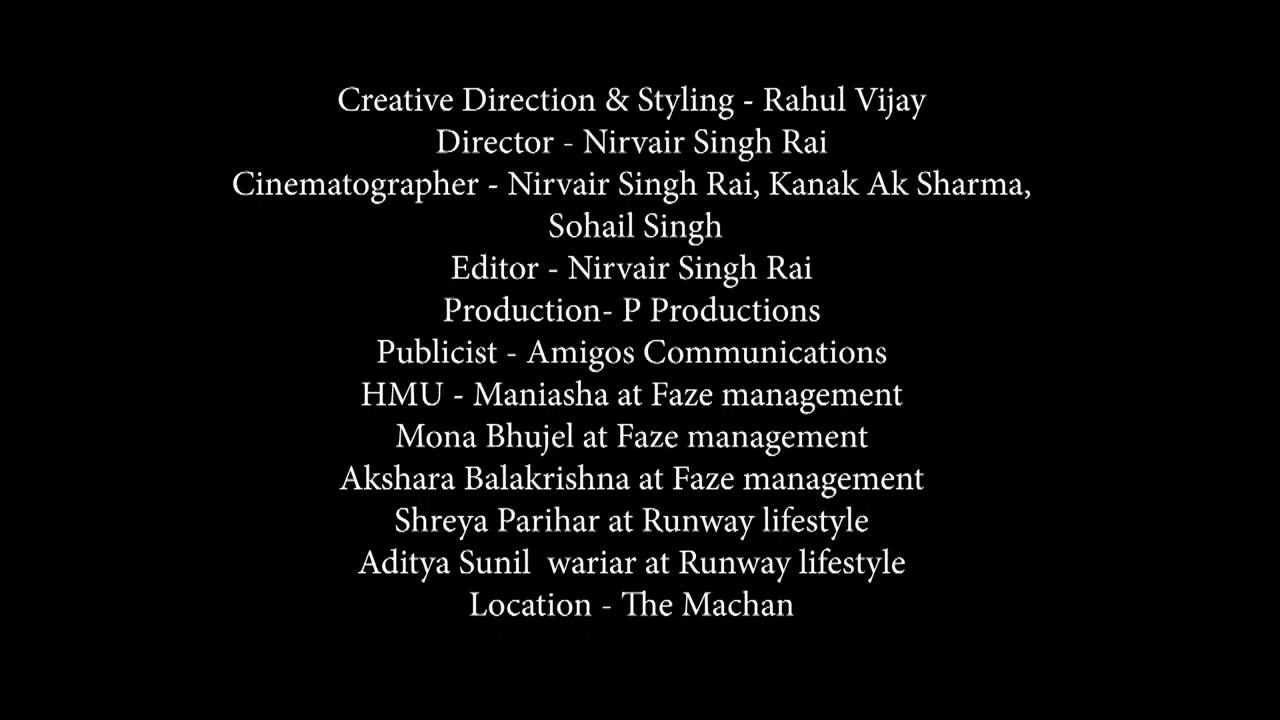 Creative Direction & Styling - Rahul Vijay
Director - Nirvair Singh Rai
Cinematographer - Nirvair Singh Rai, Kanak Ak Sharma,
Sohail Singh
Editor - Nirvair Singh Rai
Production- P Productions
Publicist - Amigos Communications
HMU - Maniasha at Faze management
Mona Bhujel at Faze management
Akshara Balakrishna at Faze management
Shreya Parihar at Runway lifestyle
Aditya Sunil  wariar at Runway lifestyle
Location - The Machan